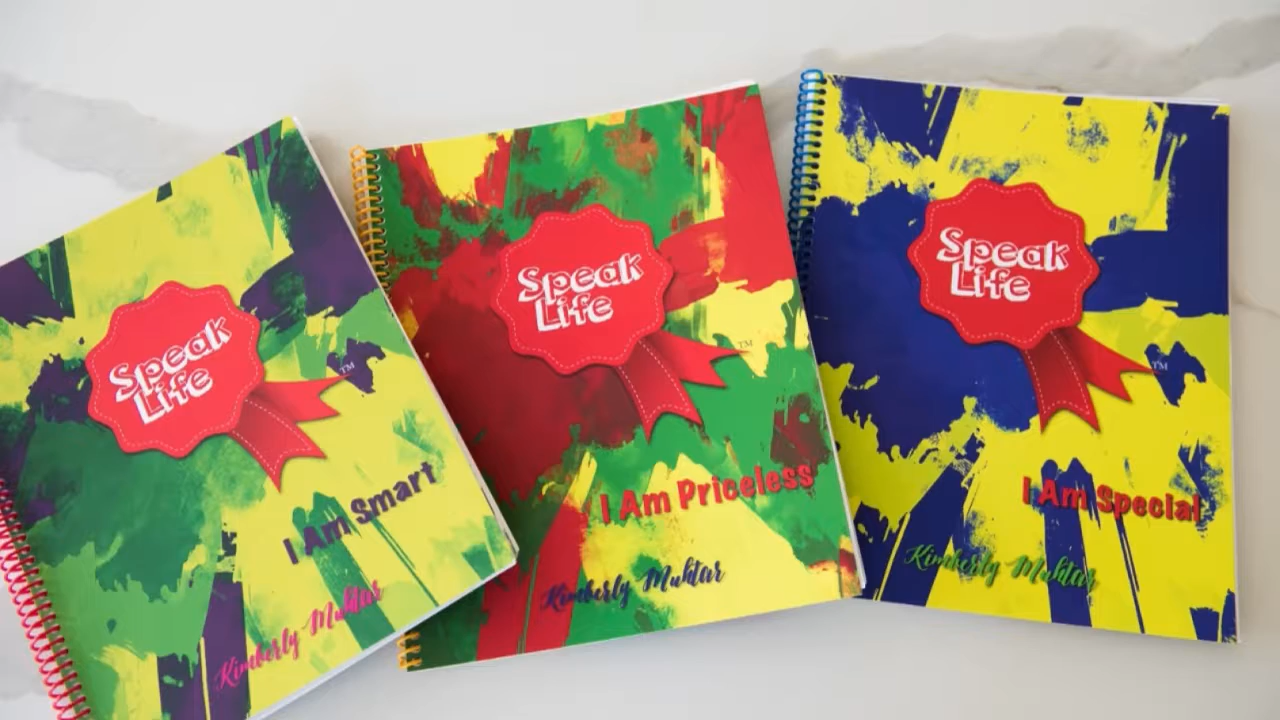 Speak
Life
TM
I Am Smart
Kimberly Muhtar
Speak
Life
TM
I Am Priceless
Kimberly Muhtar
Speak
Life
TM
I Am Special
Kimberly Muhtar